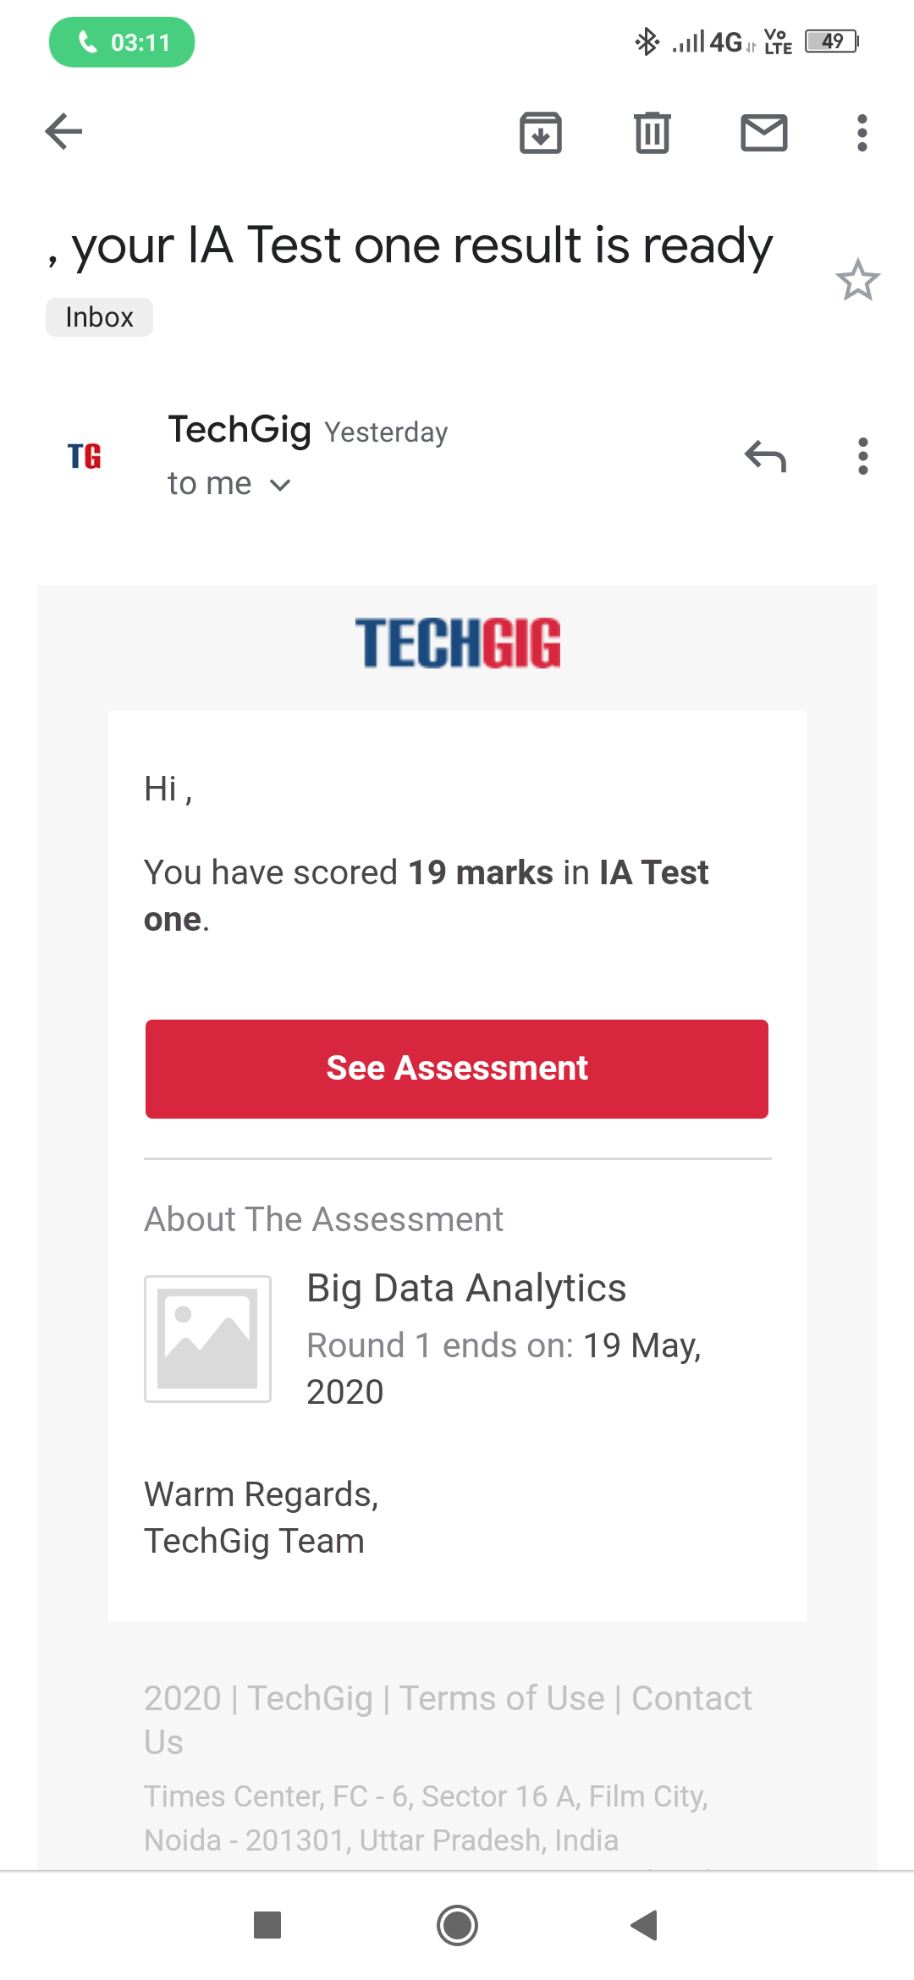 03:11 4G Vo LTE 49
, your IA Test one result is ready
Inbox
TG
TechGig Yesterday
to me
TECHGIG
Hi ,
You have scored 19 marks in IA Test
one.
See Assessment
About The Assessment
Big Data Analytics
Round 1 ends on: 19 May,
2020
Warm Regards,
TechGig Team
2020 | TechGig | Terms of Use | Contact
Us
Times Center, FC - 6, Sector 16 A, Film City,
Noida - 201301, Uttar Pradesh, India